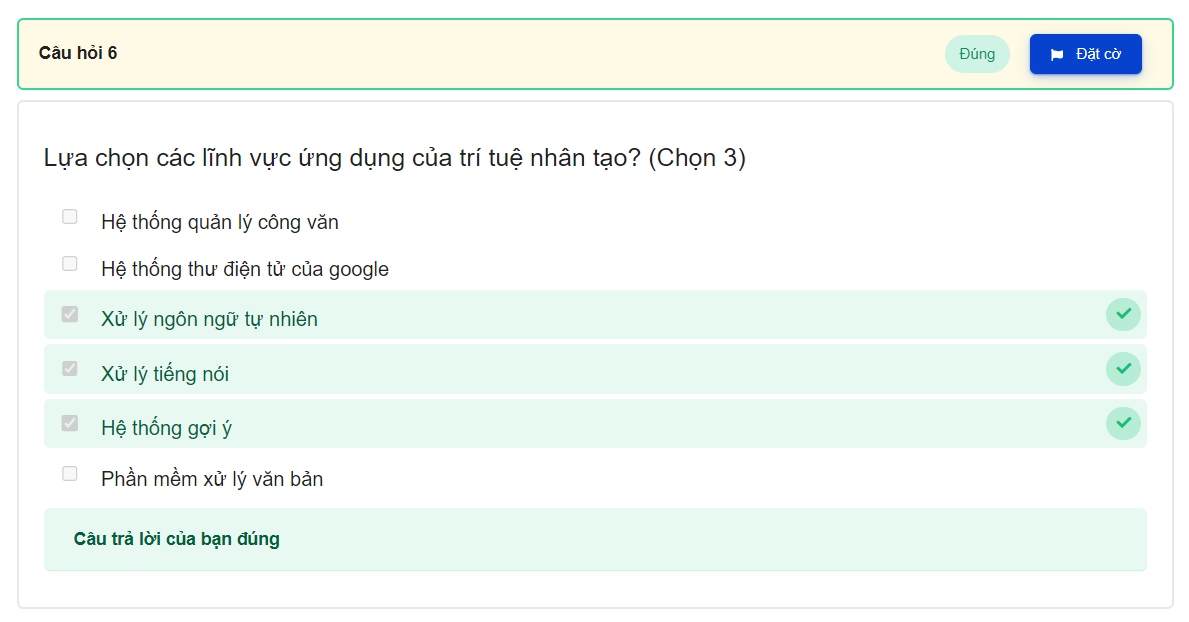 Câu hỏi 6
Đúng
Đặt cờ
Lựa chọn các lĩnh vực ứng dụng của trí tuệ nhân tạo? (Chọn 3)
Hệ thống quản lý công văn
Hệ thống thư điện tử của google
Xử lý ngôn ngữ tự nhiên
Xử lý tiếng nói
Hệ thống gợi ý
Phần mềm xử lý văn bản
Câu trả lời của bạn đúng